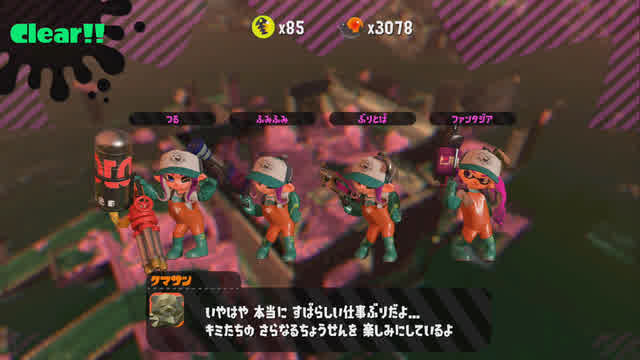 Clear!!
x85
x3078
つる
ふみふみ
ぷりとば
ファンタジア
クマサン
いやはや 本当に すばらしい仕事ぶりだよ...
キミたちの さらなるちょうせんを 楽しみにしているよ